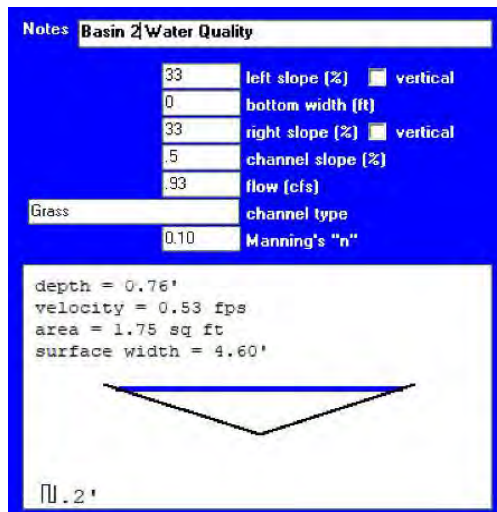 Notes Basin 2 Water Quality
33 left slope (%) vertical
0 bottom width (ft)
33 right slope (%) vertical
.5 channel slope (%)
.93 flow (cfs)
Grass channel type
0.10 Manning's "n"
depth = 0.76'
velocity = 0.53 fps
area = 1.75 sq ft
surface width = 4.60'
.2'